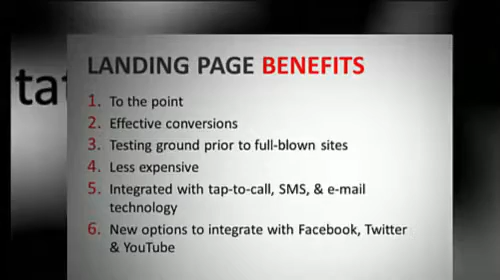 LANDING PAGE BENEFITS
1. To the point
2. Effective conversions
3. Testing ground prior to full-blown sites
4. Less expensive
5. Integrated with tap-to-call, SMS, & e-mail
technology
6. New options to integrate with Facebook, Twitter
& YouTube